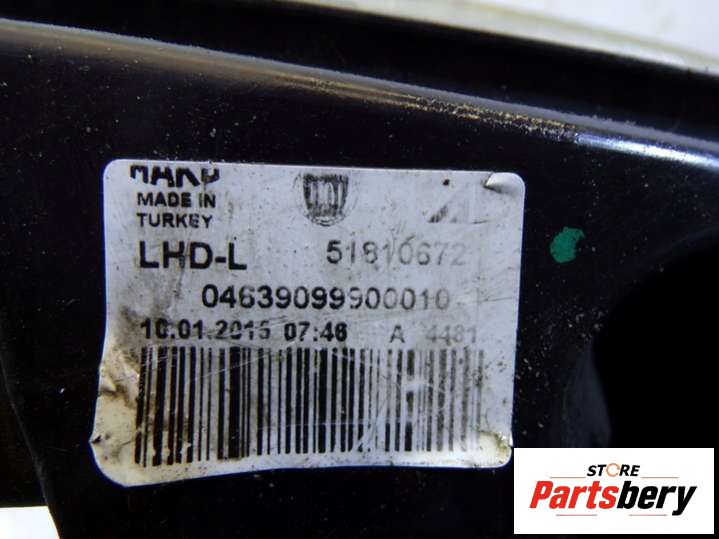 MADE IN
TURKEY
LHD-L 51810672
04639099900010
10.01.2015 07:46 A 4481
STORE
Partsbery